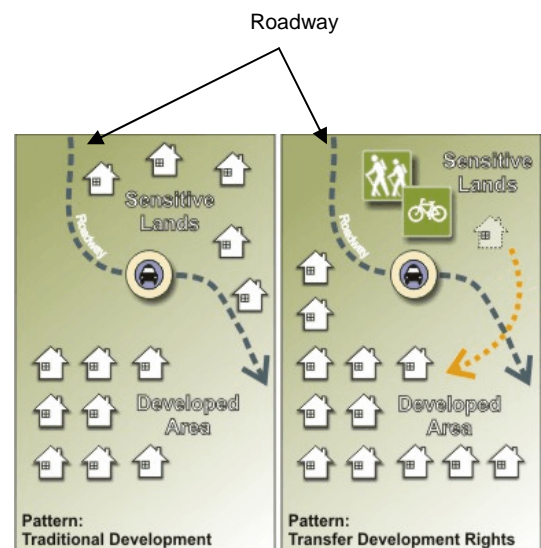 Roadway
Sensitive
Lands
Roadway
Developed
Area
Pattern:
Traditional Development
Sensitive
Lands
Roadway
Developed
Area
Pattern:
Transfer Development Rights